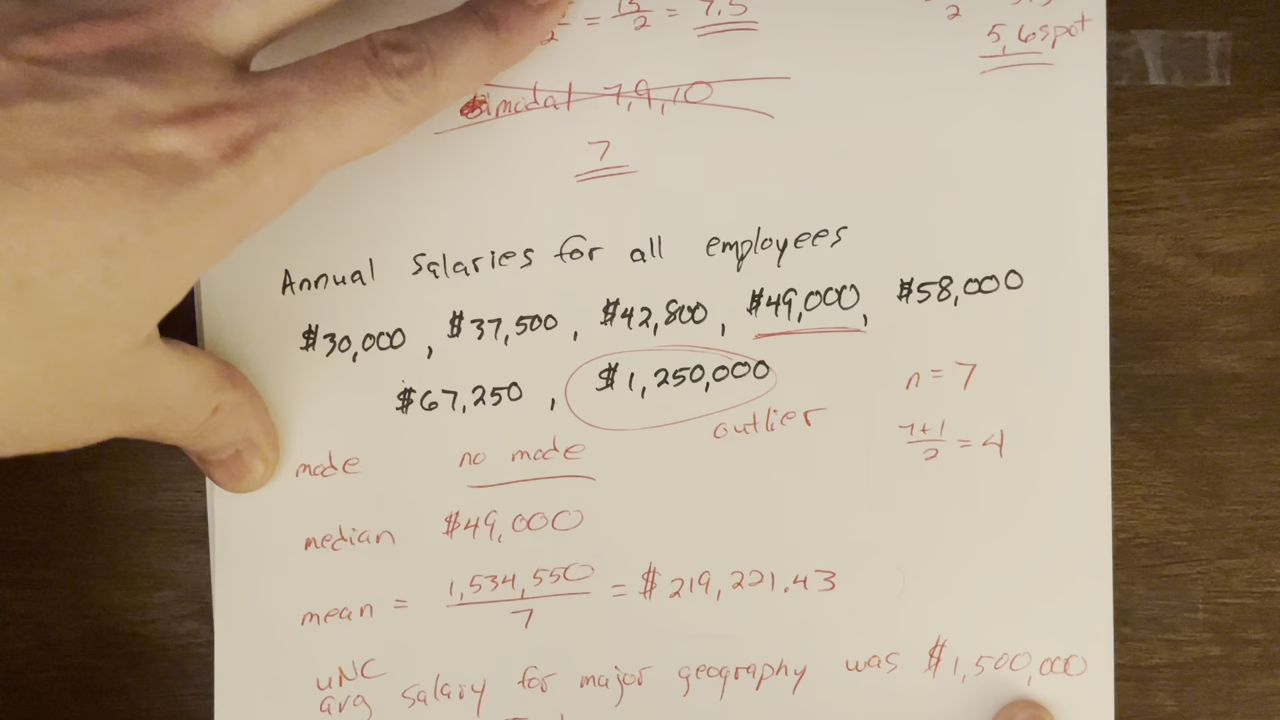 2 = 15/2 = 7.5
2
5,6 spot
bimodal 7,9,10
7
Annual Salaries for all employees
$30,000, $37,500, $42,800, $49,000, $58,000
$67,250, $1,250,000
n = 7
outlier
7+1/2 = 4
mode no mode
median $49,000
mean = 1,534,550/7 = $219,221.43
UNC
avg salary for major geography was $1,500,000